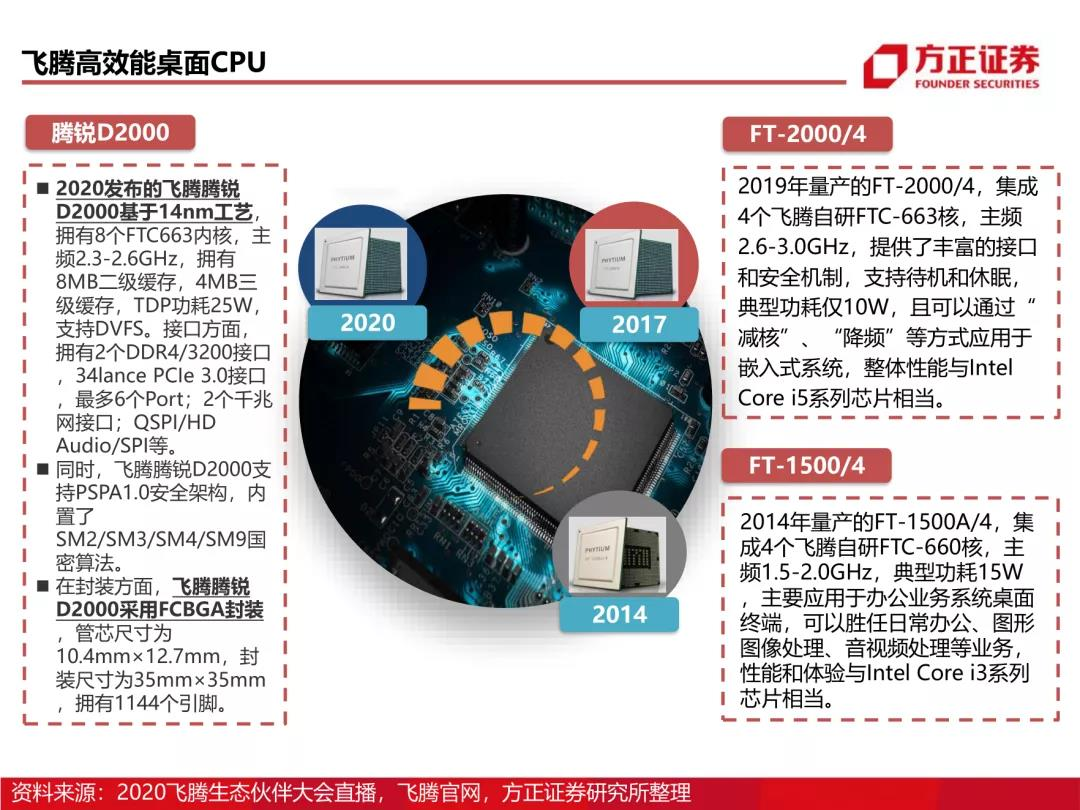 飞腾高效能桌面CPU
方正证券
FOUNDER SECURITIES
腾锐D2000
■ 2020发布的飞腾腾锐
D2000基于14nm工艺，
拥有8个FTC663内核，主
频2.3-2.6GHz，拥有
8MB二级缓存，4MB三
级缓存，TDP功耗25W，
支持DVFS。接口方面，
拥有2个DDR4/3200接口
，34lance PCIe 3.0接口
，最多6个Port；2个千兆
网接口；QSPI/HD
Audio/SPI等。
■ 同时，飞腾腾锐D2000支
持PSPA1.0安全架构，内
置了
SM2/SM3/SM4/SM9国
密算法。
■ 在封装方面，飞腾腾锐
D2000采用FCBGA封装
，管芯尺寸为
10.4mm×12.7mm，封
装尺寸为35mm×35mm
，拥有1144个引脚。
PHYTIUM
2020
PHYTIUM
2017
PHYTIUM
2014
FT-2000/4
2019年量产的FT-2000/4，集成
4个飞腾自研FTC-663核，主频
2.6-3.0GHz，提供了丰富的接口
和安全机制，支持待机和休眠，
典型功耗仅10W，且可以通过“
减核”、“降频”等方式应用于
嵌入式系统，整体性能与Intel
Core i5系列芯片相当。
FT-1500/4
2014年量产的FT-1500A/4，集
成4个飞腾自研FTC-660核，主
频1.5-2.0GHz，典型功耗15W
，主要应用于办公业务系统桌面
终端，可以胜任日常办公、图形
图像处理、音视频处理等业务，
性能和体验与Intel Core i3系列
芯片相当。
资料来源：2020飞腾生态伙伴大会直播，飞腾官网，方正证券研究所整理